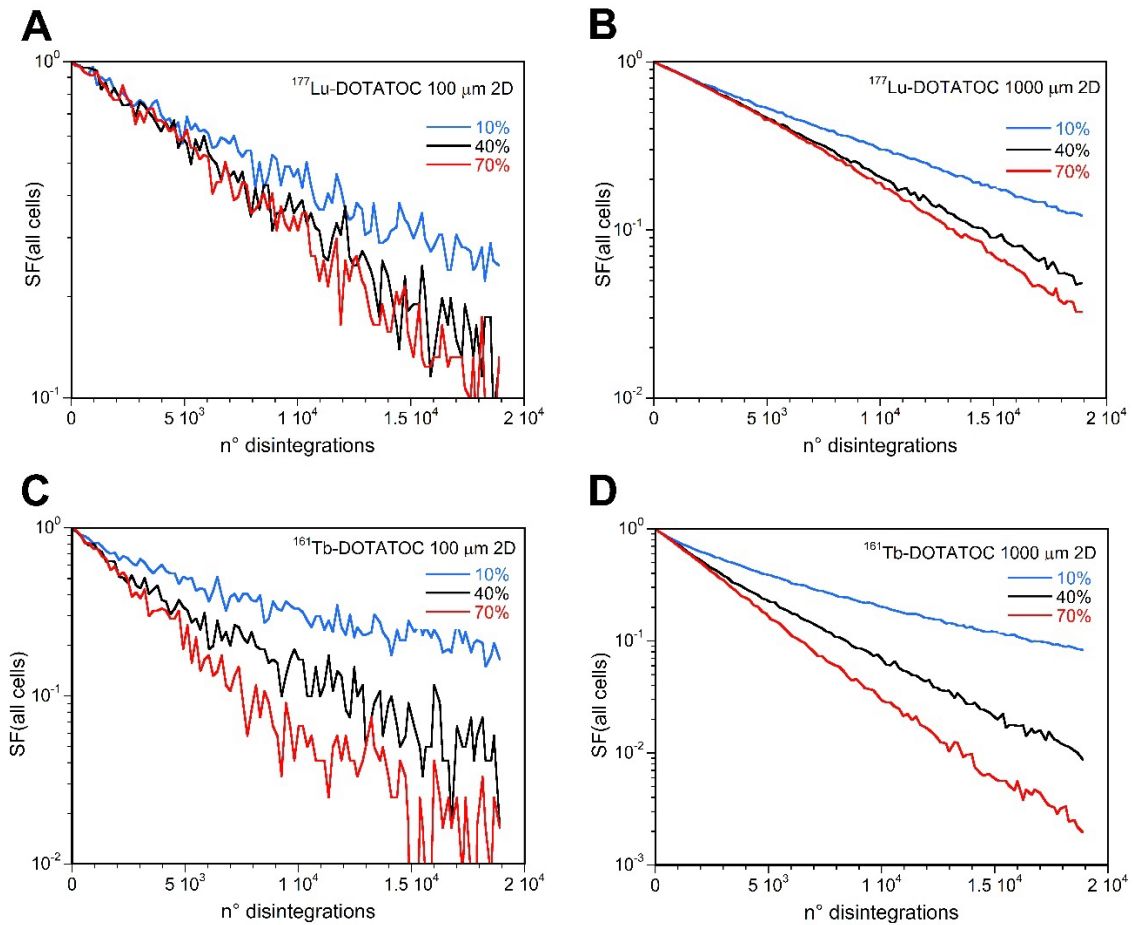 A
10⁰
¹⁷⁷Lu-DOTATOC 100 μm 2D
10%
40%
70%
SF(all cells)
10⁻¹
0
5 10³
1 10⁴
1.5 10⁴
2 10⁴
n° disintegrations
B
10⁰
¹⁷⁷Lu-DOTATOC 1000 μm 2D
10%
40%
70%
SF(all cells)
10⁻¹
10⁻²
0
5 10³
1 10⁴
1.5 10⁴
2 10⁴
n° disintegrations
C
10⁰
¹⁶¹Tb-DOTATOC 100 μm 2D
10%
40%
70%
SF(all cells)
10⁻¹
10⁻²
0
5 10³
1 10⁴
1.5 10⁴
2 10⁴
n° disintegrations
D
10⁰
¹⁶¹Tb-DOTATOC 1000 μm 2D
10%
40%
70%
SF(all cells)
10⁻¹
10⁻²
10⁻³
0
5 10³
1 10⁴
1.5 10⁴
2 10⁴
n° disintegrations